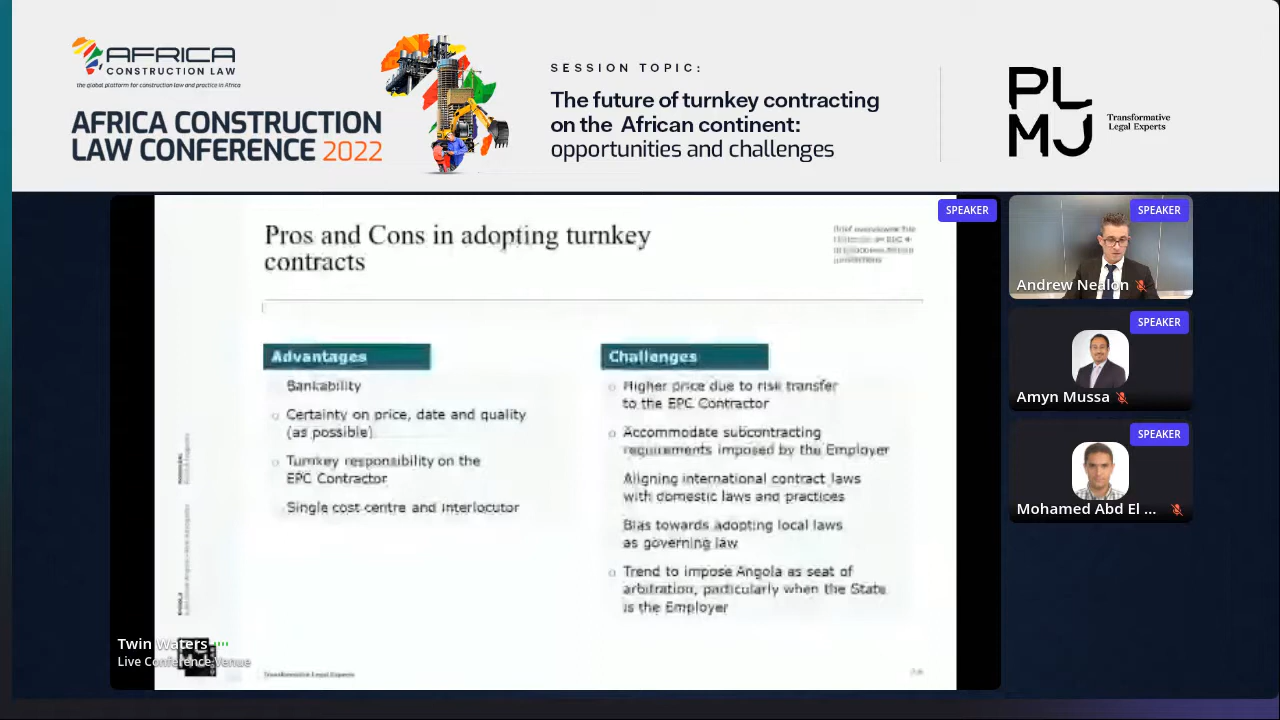 AFRICA
CONSTRUCTION LAW
the global platform for construction law and practice in Africa
AFRICA CONSTRUCTION
LAW CONFERENCE 2022
SESSION TOPIC:
The future of turnkey contracting
on the African continent:
opportunities and challenges
PL
MJ
Transformative
Legal Experts
SPEAKER
Pros and Cons in adopting turnkey
contracts
Advantages
Bankability
Certainty on price, date and quality
(as possible)
Turnkey responsibility on the
EPC Contractor
Single cost centre and interlocutor
Challenges
Higher price due to risk transfer
to the EPC Contractor
Accommodate subcontracting
requirements imposed by the Employer
Aligning international contract laws
with domestic laws and practices
Bias towards adopting local laws
as governing law
Trend to impose Angola as seat of
arbitration, particularly when the State
is the Employer
Transformative Legal Experts
Twin Waters
Live Conference Venue
SPEAKER
Andrew Nealon
SPEAKER
Amyn Mussa
SPEAKER
Mohamed Abd El ...